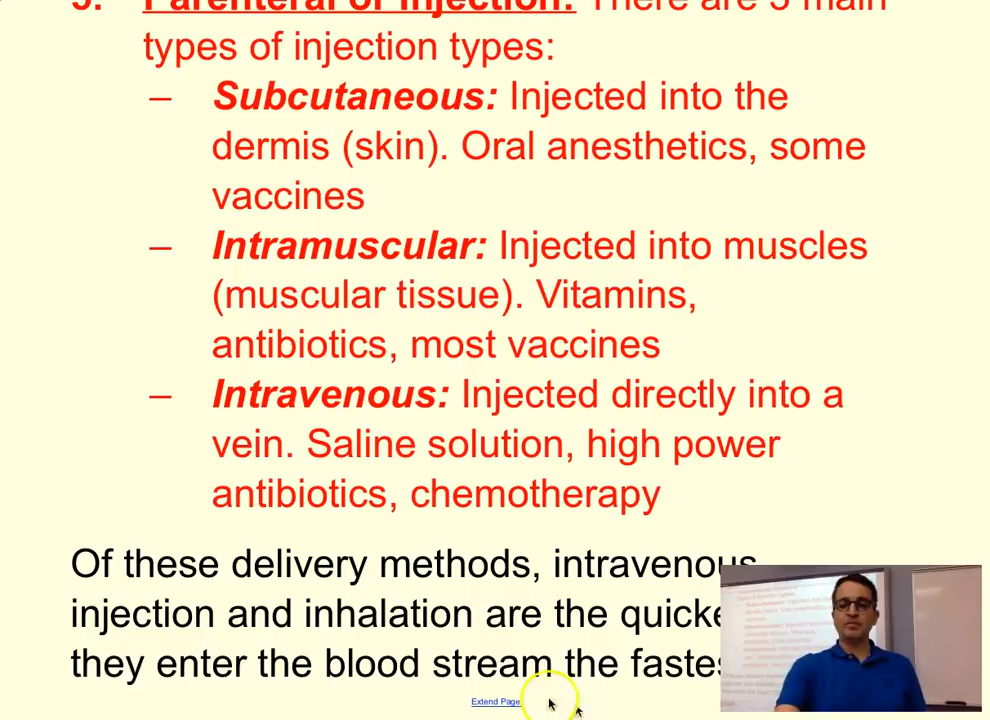 Parenteral or Injection: There are 3 main
types of injection types:
– Subcutaneous: Injected into the
dermis (skin). Oral anesthetics, some
vaccines
– Intramuscular: Injected into muscles
(muscular tissue). Vitamins,
antibiotics, most vaccines
– Intravenous: Injected directly into a
vein. Saline solution, high power
antibiotics, chemotherapy
Of these delivery methods, intravenous
injection and inhalation are the
they enter the blood stream the
Extend Page